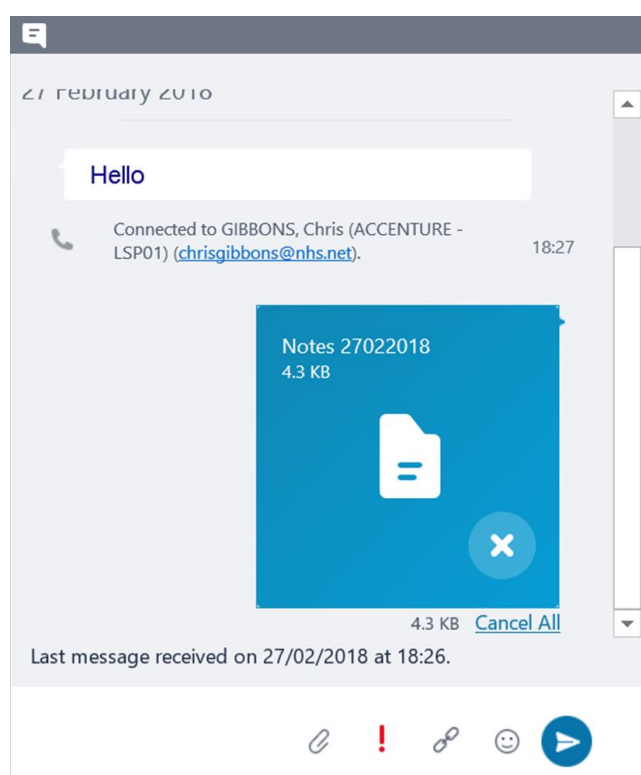 27 February 2018
Hello
Connected to GIBBONS, Chris (ACCENTURE -
LSP01) (chrisgibbons@nhs.net).
18:27
Notes 27022018
4.3 KB
4.3 KB Cancel All
Last message received on 27/02/2018 at 18:26.